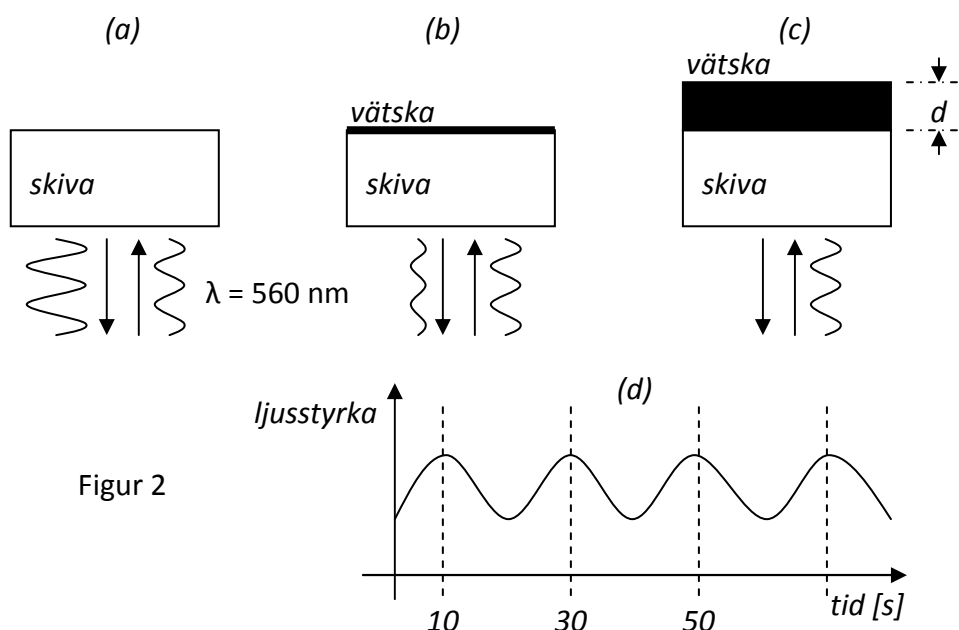 (a) (b) (c)
vätska
vätska
d
skiva skiva skiva
λ = 560 nm
(d)
ljusstyrka
Figur 2
10 30 50 tid [s]